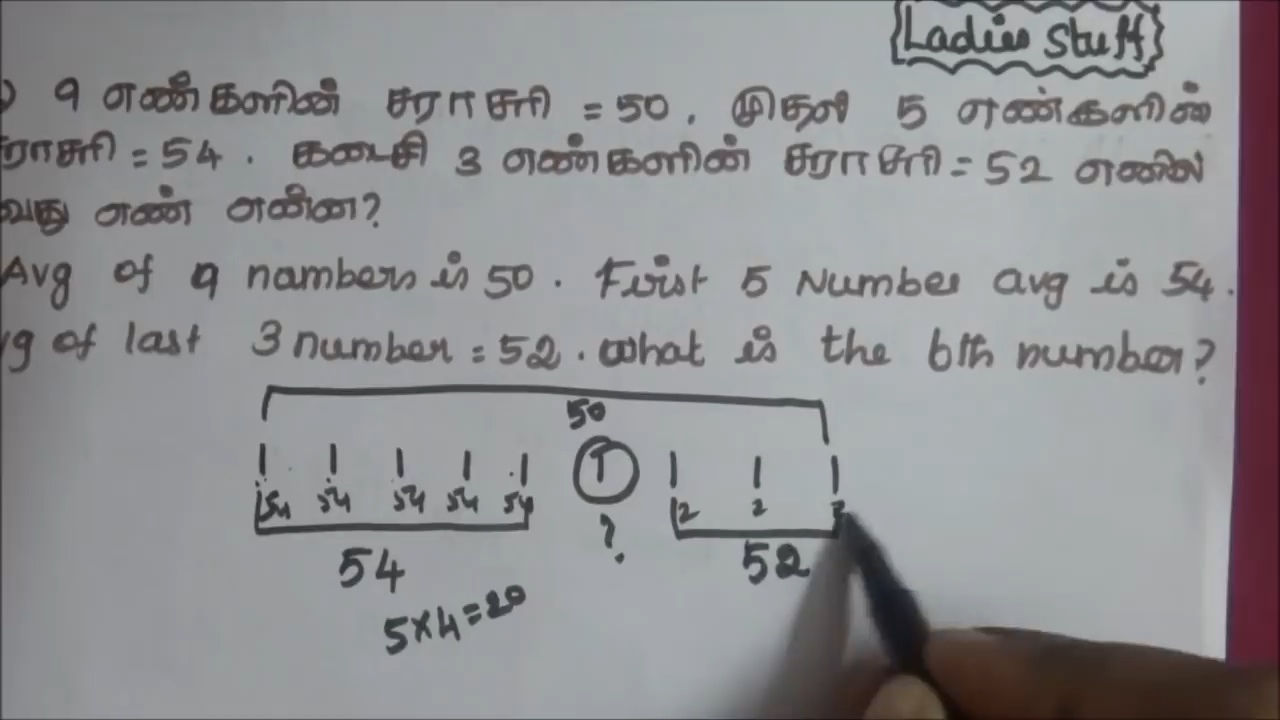 Ladies Stuff
9 எண்களின் சராசரி = 50. முதல் 5 எண்களின்
ராசரி = 54. கடைசி 3 எண்களின் சராசரி = 52 எனில்
வது எண் என்ன?
Avg of 9 numbers is 50. First 5 Number avg is 54.
vg of last 3 number = 52. What is the 6th number?
50
54 54 54 54 54 ? 2 2
54 52
5×4=20